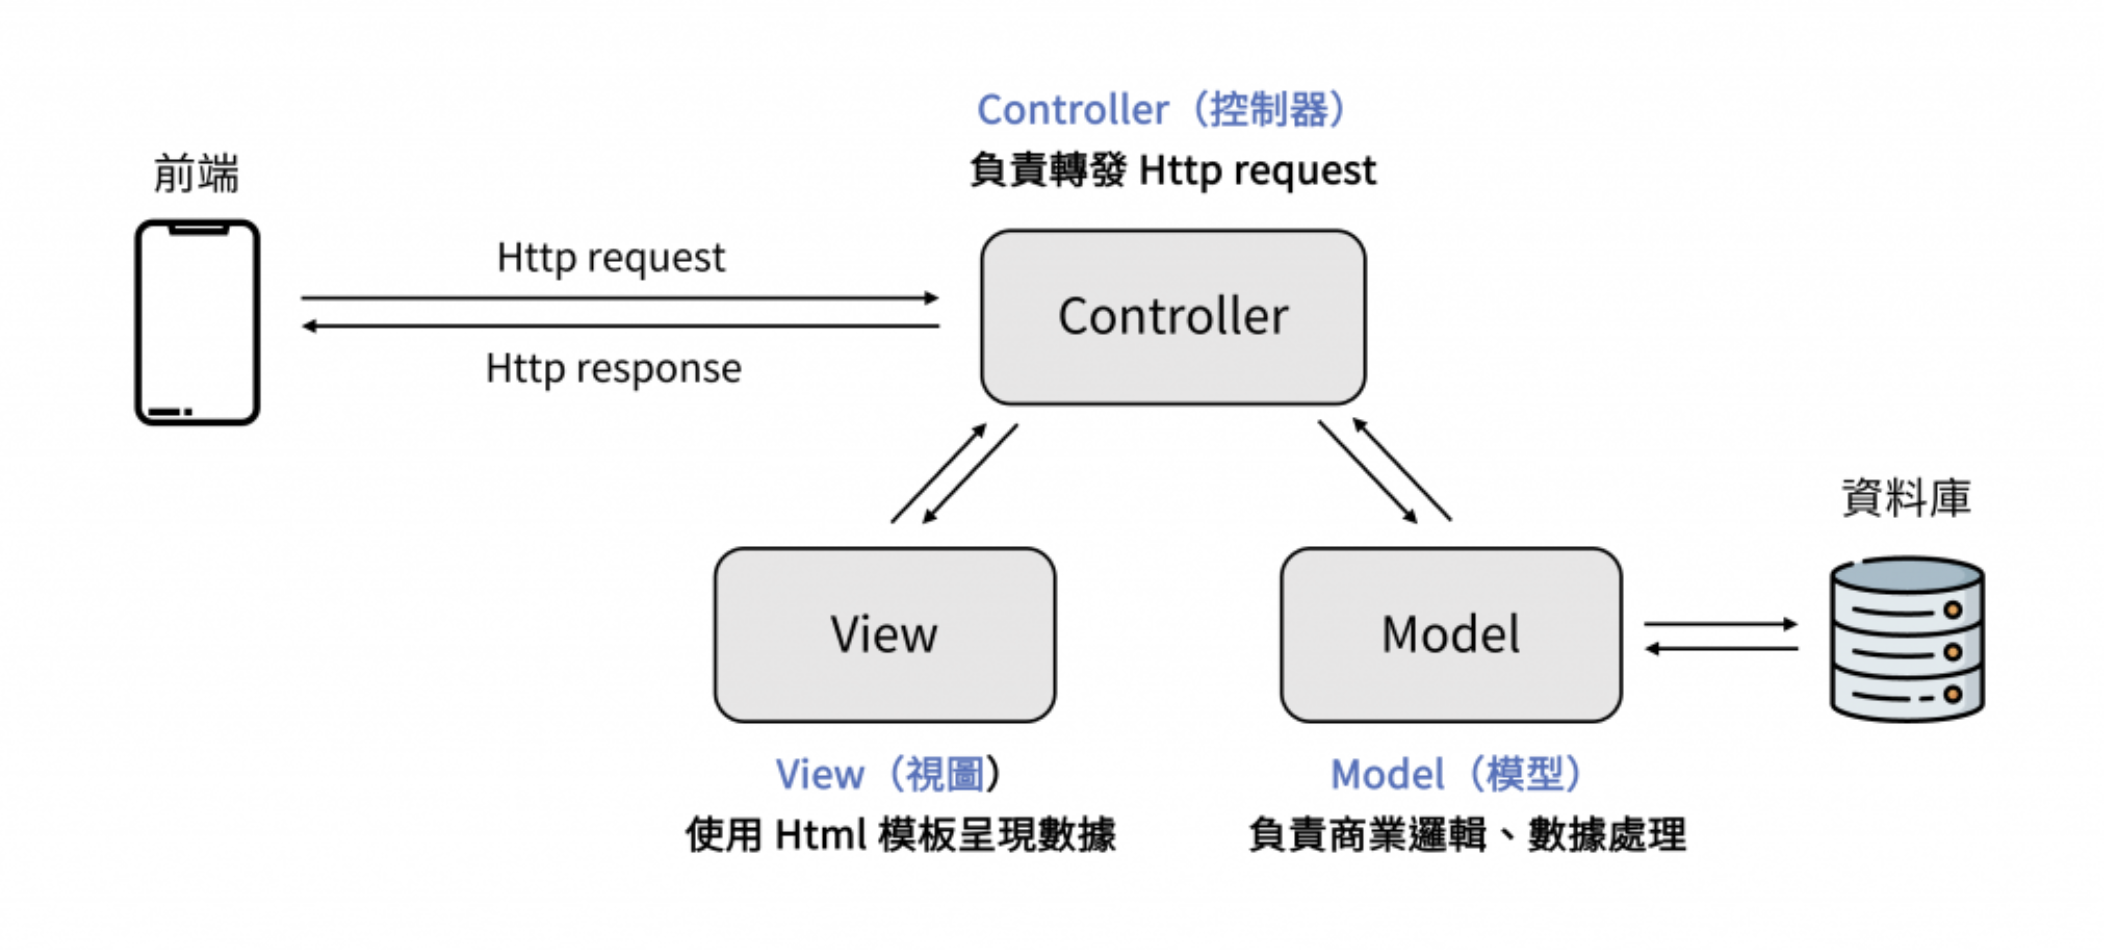 Controller（控制器）
負責轉發 Http request
前端
Http request
Controller
Http response
資料庫
View
Model
View（視圖）
使用 Html 模板呈現數據
Model（模型）
負責商業邏輯、數據處理